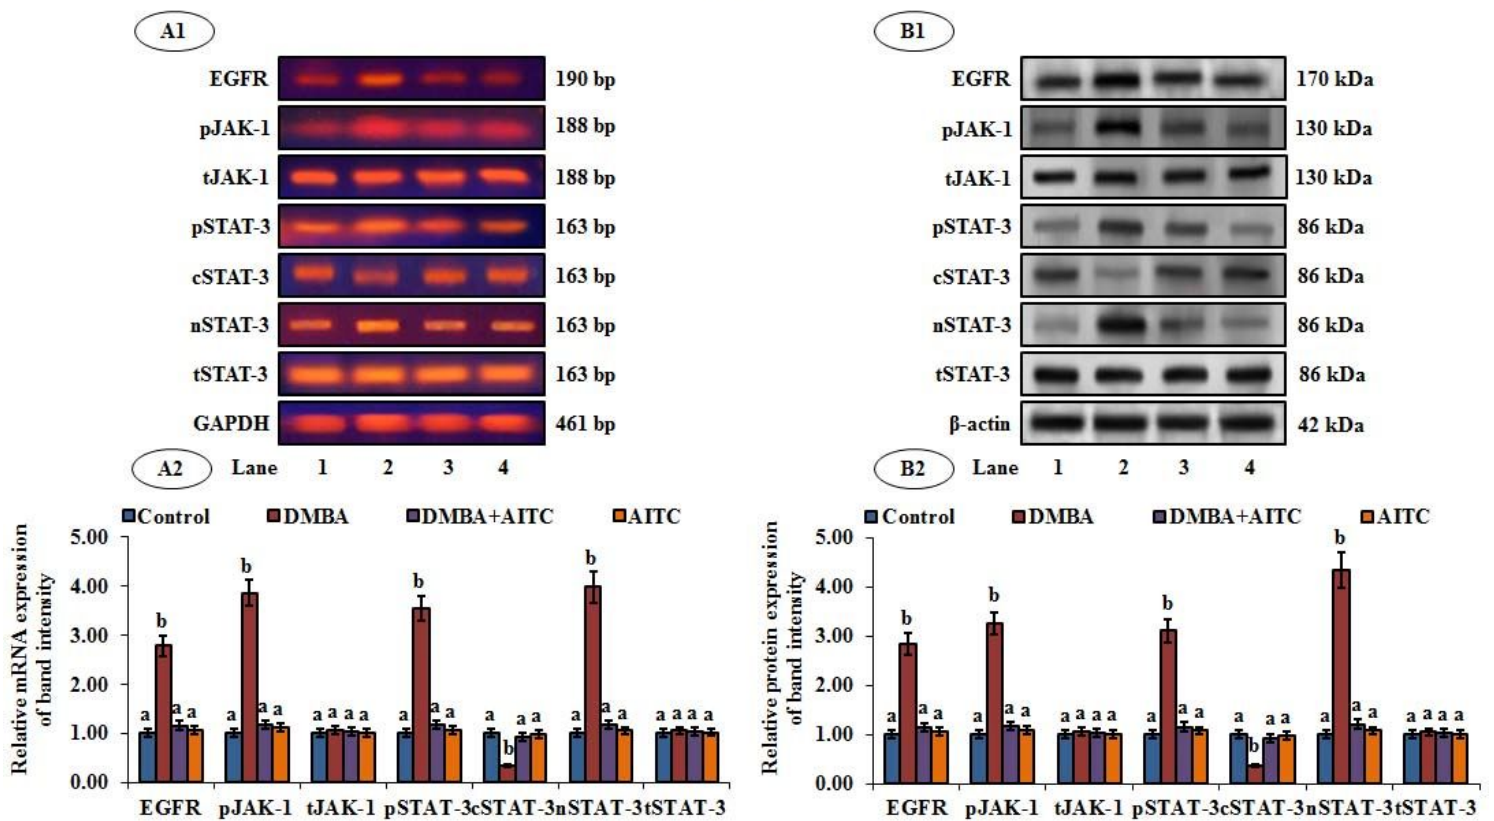 A1
EGFR 190 bp
pJAK-1 188 bp
tJAK-1 188 bp
pSTAT-3 163 bp
cSTAT-3 163 bp
nSTAT-3 163 bp
tSTAT-3 163 bp
GAPDH 461 bp
Lane 1 2 3 4
B1
EGFR 170 kDa
pJAK-1 130 kDa
tJAK-1 130 kDa
pSTAT-3 86 kDa
cSTAT-3 86 kDa
nSTAT-3 86 kDa
tSTAT-3 86 kDa
β-actin 42 kDa
Lane 1 2 3 4
A2
Control DMBA DMBA+AITC AITC
Relative mRNA expression
of band intensity
5.00
4.00
3.00
2.00
1.00
0.00
a b a a
a b a a
a a a a
a b a a
a b a a
a b a a
a a a a
EGFR pJAK-1 tJAK-1 pSTAT-3 cSTAT-3 nSTAT-3 tSTAT-3
B2
Control DMBA DMBA+AITC AITC
Relative protein expression
of band intensity
5.00
4.00
3.00
2.00
1.00
0.00
a b a a
a b a a
a a a a
a b a a
a b a a
a b a a
a a a a
EGFR pJAK-1 tJAK-1 pSTAT-3 cSTAT-3 nSTAT-3 tSTAT-3